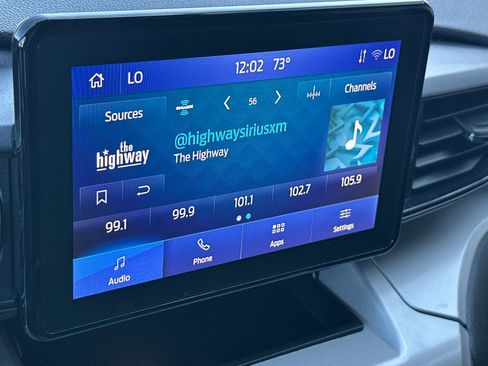 LO 12:02 73° LO
Sources SiriusXM 56 Channels
the highway
@highwaysiriusxm
The Highway
99.1 99.9 101.1 102.7 105.9
Audio Phone Apps Settings